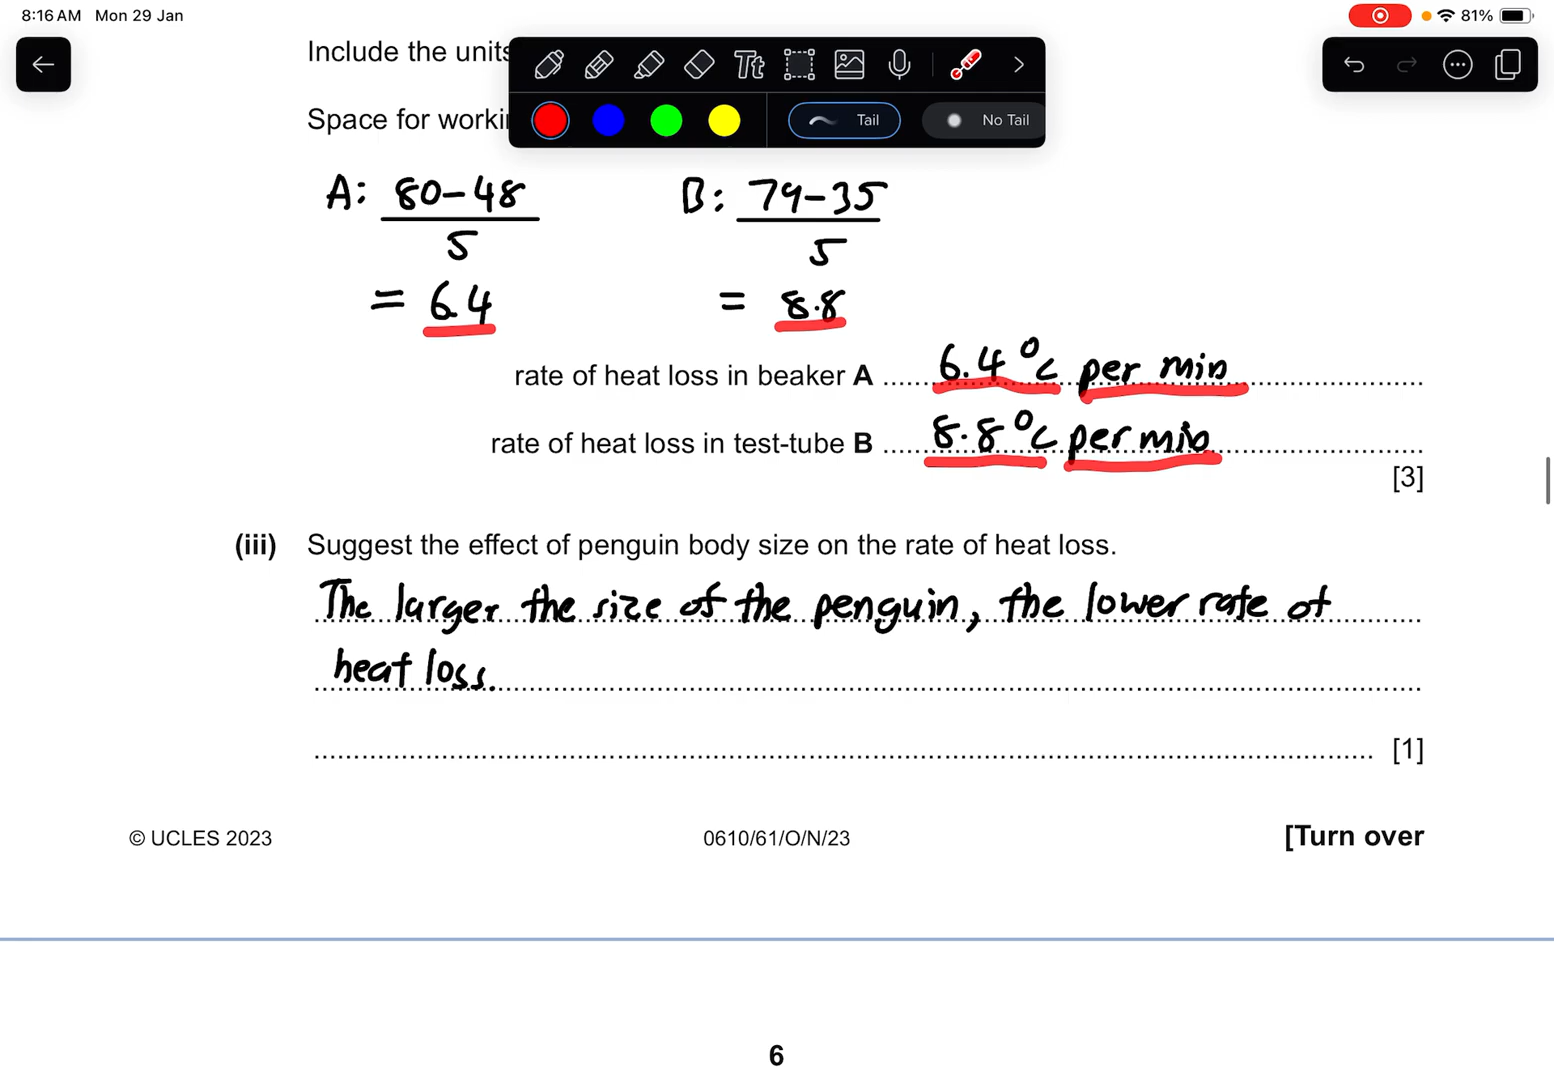 8:16 AM Mon 29 Jan
81%
Include the units
Tt
Space for worki
Tail
No Tail
A: 80-48
5
= 6.4
B: 79-35
5
= 8.8
rate of heat loss in beaker A 6.4 °C per min
rate of heat loss in test-tube B 8.8 °C per min
[3]
(iii) Suggest the effect of penguin body size on the rate of heat loss.
The larger the size of the penguin, the lower rate of
heat loss.
[1]
© UCLES 2023
0610/61/O/N/23
[Turn over
6